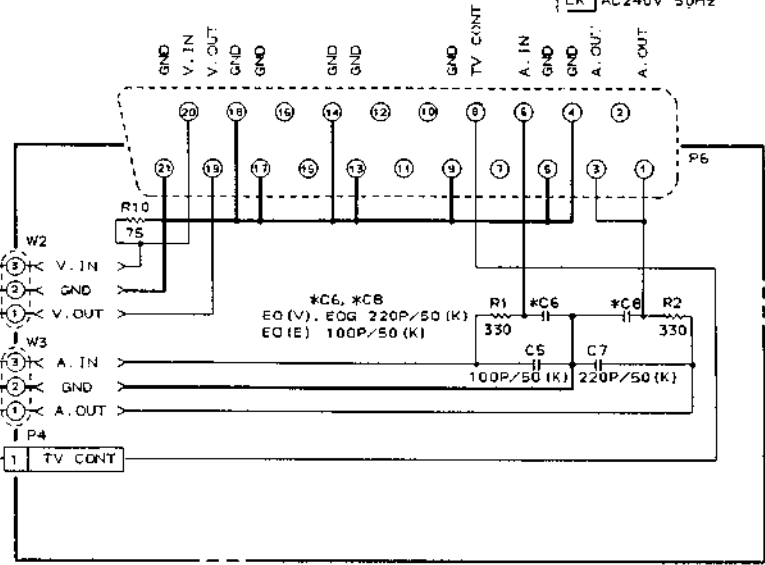 EK AC240V 50Hz
GND
V. IN
V. OUT
GND
GND
GND
GND
GND
TV CONT
A. IN
GND
GND
A. OUT
A. OUT
20 18 16 14 12 10 8 6 4 2
P6
21 19 17 15 13 11 9 7 5 3 1
R10
75
W2
3 V. IN
2 GND
1 V. OUT
*C6, *C8
EO(V). EOG 220P/50(K)
EO(E) 100P/50(K)
R1
330
*C6
*C8
R2
330
W3
3 A. IN
2 GND
1 A. OUT
C5
100P/50(K)
C7
220P/50(K)
P4
1 TV CONT